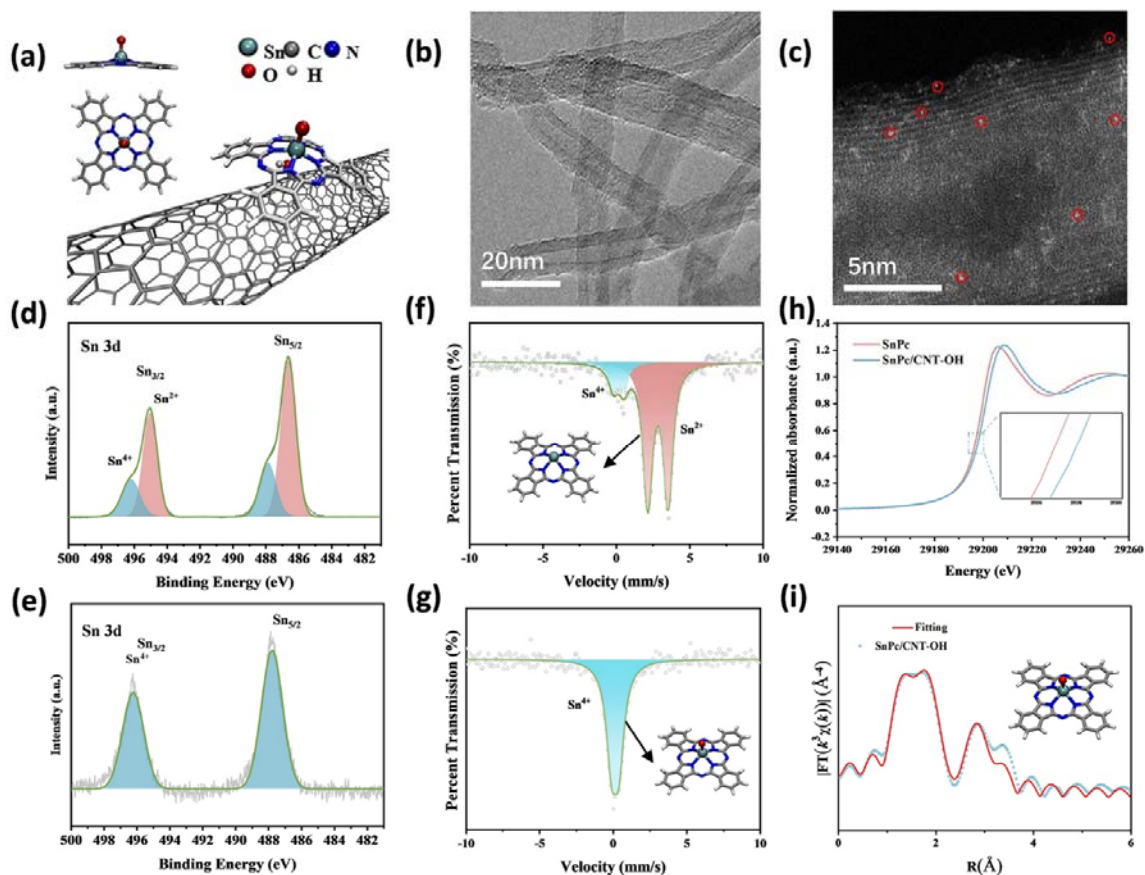 (a)
Sn C N
O H
(b)
20nm
(c)
5nm
(d)
Sn 3d
Sn5/2
Sn3/2
Sn2+
Sn4+
Intensity (a.u.)
500 498 496 494 492 490 488 486 484 482
Binding Energy (eV)
(f)
Sn4+
Sn2+
Percent Transmission (%)
-10 -5 0 5 10
Velocity (mm/s)
(h)
SnPc
SnPc/CNT-OH
Normalized absorbance (a.u.)
1.4
1.2
1.0
0.8
0.6
0.4
0.2
0.0
-0.2
29140 29160 29180 29200 29220 29240 29260
Energy (eV)
(e)
Sn 3d
Sn5/2
Sn3/2
Sn4+
Intensity (a.u.)
500 498 496 494 492 490 488 486 484 482
Binding Energy (eV)
(g)
Sn4+
Percent Transmission (%)
-10 -5 0 5 10
Velocity (mm/s)
(i)
Fitting
SnPc/CNT-OH
|FT(k³χ(k))| (Å-4)
0 2 4 6
R(Å)